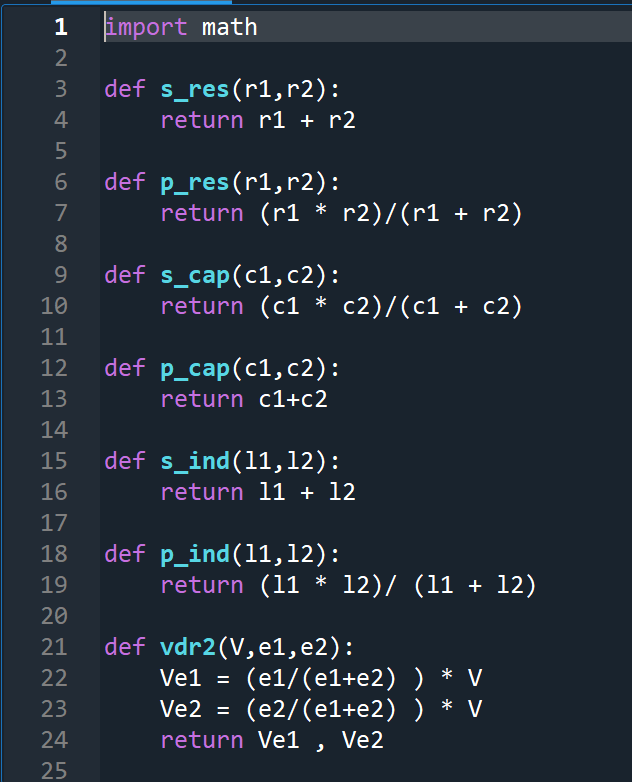 1 import math
2
3 def s_res(r1,r2):
4     return r1 + r2
5
6 def p_res(r1,r2):
7     return (r1 * r2)/(r1 + r2)
8
9 def s_cap(c1,c2):
10     return (c1 * c2)/(c1 + c2)
11
12 def p_cap(c1,c2):
13     return c1+c2
14
15 def s_ind(l1,l2):
16     return l1 + l2
17
18 def p_ind(l1,l2):
19     return (l1 * l2)/ (l1 + l2)
20
21 def vdr2(V,e1,e2):
22     Ve1 = (e1/(e1+e2) ) * V
23     Ve2 = (e2/(e1+e2) ) * V
24     return Ve1 , Ve2
25